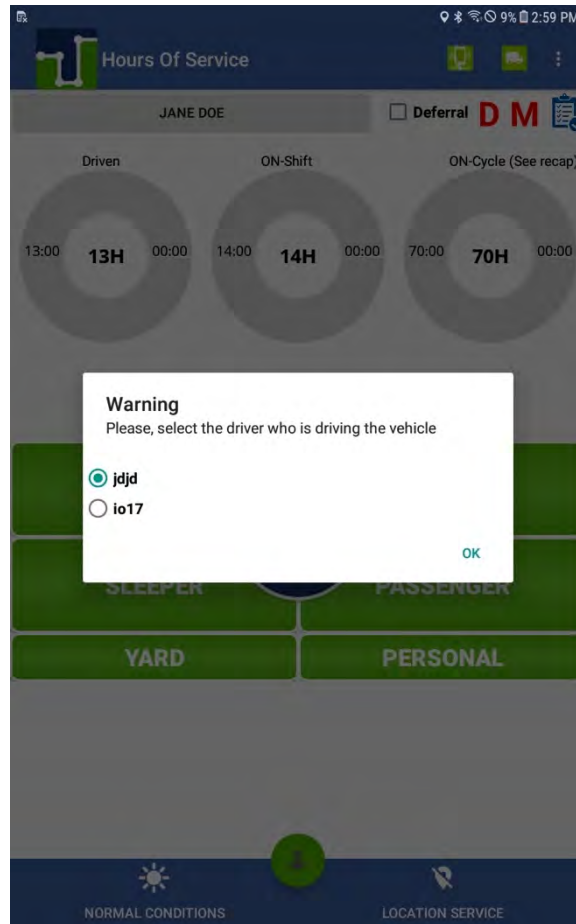 9% 2:59 PM
Hours Of Service
JANE DOE
Deferral D M
Driven ON-Shift ON-Cycle (See recap)
13:00 13H 00:00 14:00 14H 00:00 70:00 70H 00:00
Warning
Please, select the driver who is driving the vehicle
jdjd
io17
OK
SLEEPER PASSENGER
YARD PERSONAL
NORMAL CONDITIONS LOCATION SERVICE